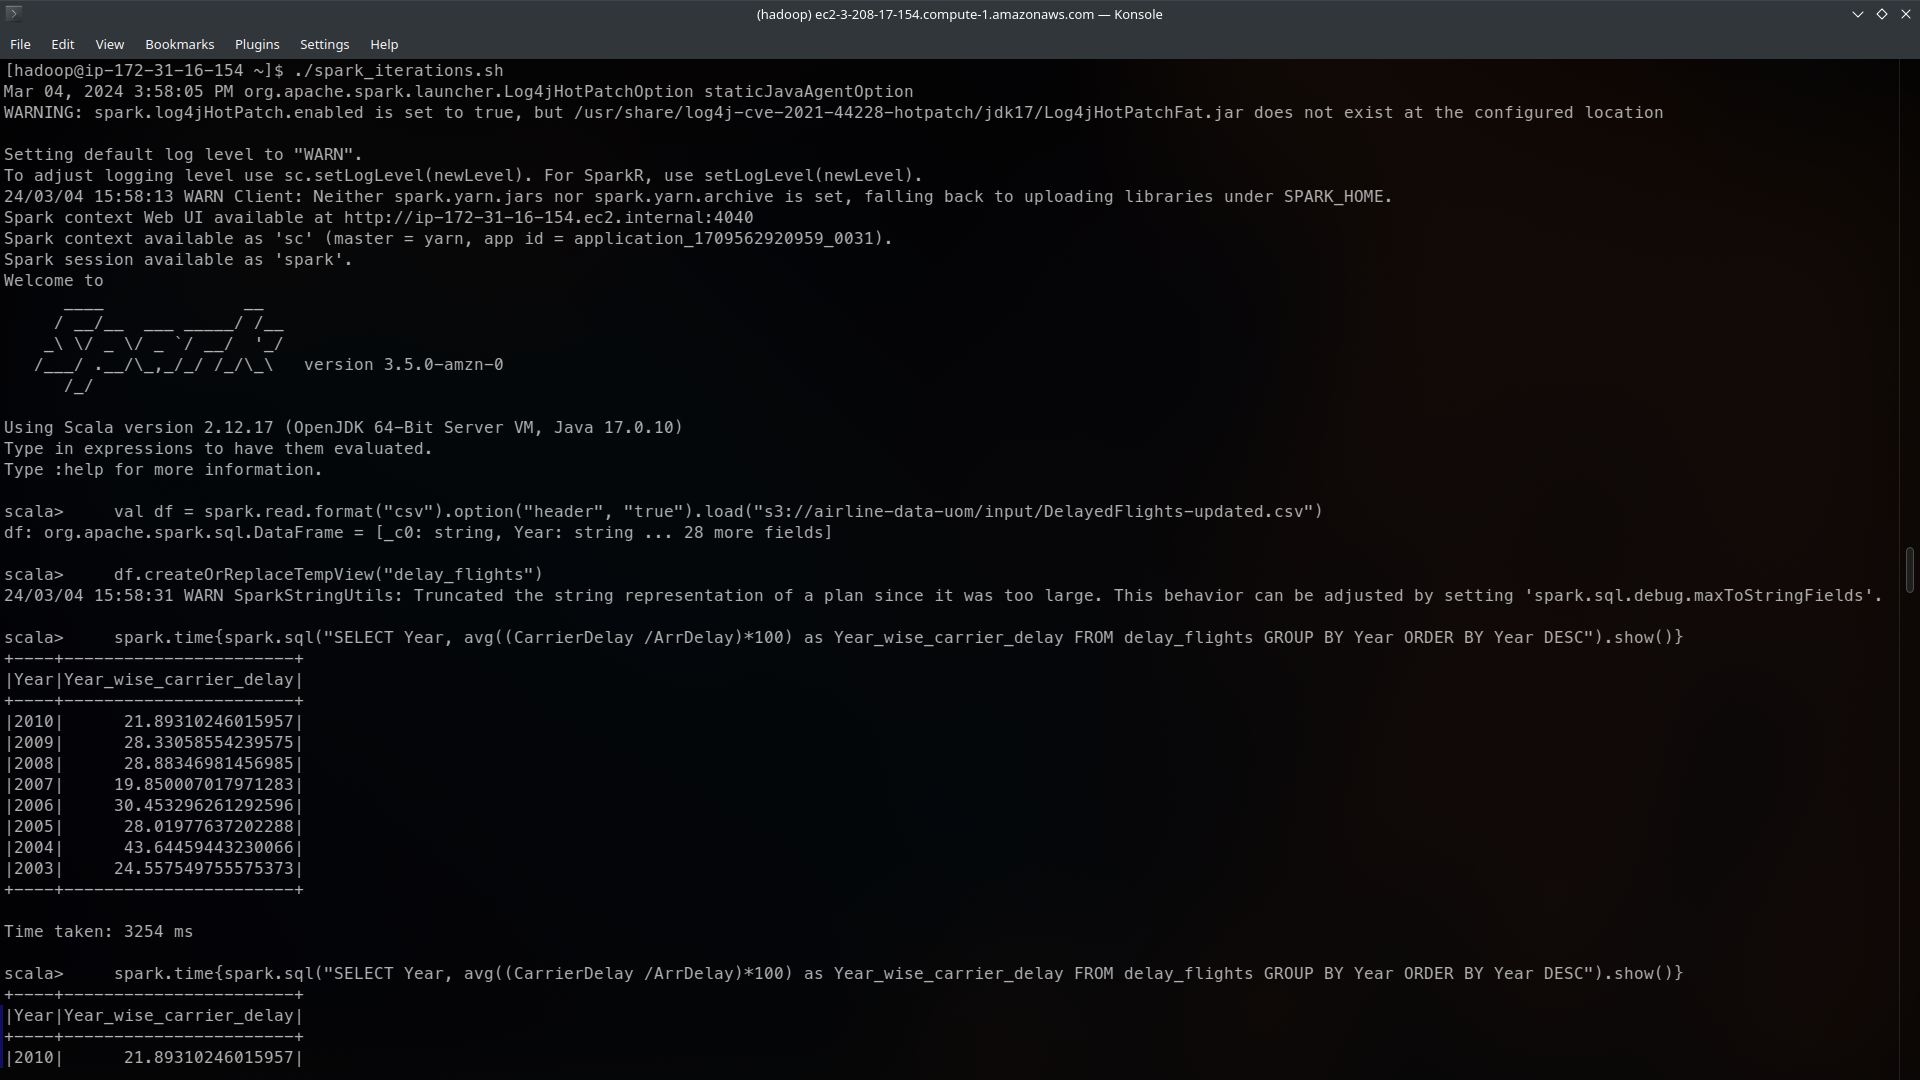 (hadoop) ec2-3-208-17-154.compute-1.amazonaws.com — Konsole
File Edit View Bookmarks Plugins Settings Help
[hadoop@ip-172-31-16-154 ~]$ ./spark_iterations.sh
Mar 04, 2024 3:58:05 PM org.apache.spark.launcher.Log4jHotPatchOption staticJavaAgentOption
WARNING: spark.log4jHotPatch.enabled is set to true, but /usr/share/log4j-cve-2021-44228-hotpatch/jdk17/Log4jHotPatchFat.jar does not exist at the configured location
Setting default log level to "WARN".
To adjust logging level use sc.setLogLevel(newLevel). For SparkR, use setLogLevel(newLevel).
24/03/04 15:58:13 WARN Client: Neither spark.yarn.jars nor spark.yarn.archive is set, falling back to uploading libraries under SPARK_HOME.
Spark context Web UI available at http://ip-172-31-16-154.ec2.internal:4040
Spark context available as 'sc' (master = yarn, app id = application_1709562920959_0031).
Spark session available as 'spark'.
Welcome to
      ____              __
     / __/__  ___ _____/ /__
    _\ \/ _ \/ _ `/ __/  '_/
   /___/ .__/\_,_/_/ /_/\_\   version 3.5.0-amzn-0
      /_/
Using Scala version 2.12.17 (OpenJDK 64-Bit Server VM, Java 17.0.10)
Type in expressions to have them evaluated.
Type :help for more information.
scala>     val df = spark.read.format("csv").option("header", "true").load("s3://airline-data-uom/input/DelayedFlights-updated.csv")
df: org.apache.spark.sql.DataFrame = [_c0: string, Year: string ... 28 more fields]
scala>     df.createOrReplaceTempView("delay_flights")
24/03/04 15:58:31 WARN SparkStringUtils: Truncated the string representation of a plan since it was too large. This behavior can be adjusted by setting 'spark.sql.debug.maxToStringFields'.
scala>     spark.time{spark.sql("SELECT Year, avg((CarrierDelay /ArrDelay)*100) as Year_wise_carrier_delay FROM delay_flights GROUP BY Year ORDER BY Year DESC").show()}
+----+-----------------------+
|Year|Year_wise_carrier_delay|
+----+-----------------------+
|2010|      21.89310246015957|
|2009|      28.33058554239575|
|2008|      28.88346981456985|
|2007|     19.850007017971283|
|2006|     30.453296261292596|
|2005|      28.01977637202288|
|2004|      43.64459443230066|
|2003|     24.557549755575373|
+----+-----------------------+
Time taken: 3254 ms
scala>     spark.time{spark.sql("SELECT Year, avg((CarrierDelay /ArrDelay)*100) as Year_wise_carrier_delay FROM delay_flights GROUP BY Year ORDER BY Year DESC").show()}
+----+-----------------------+
|Year|Year_wise_carrier_delay|
+----+-----------------------+
|2010|      21.89310246015957|